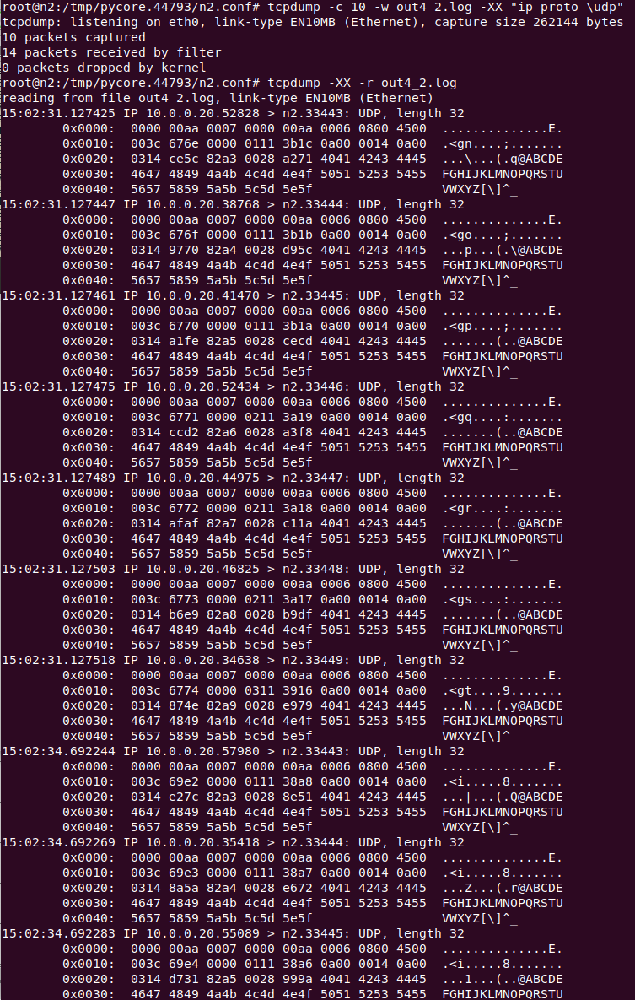 root@n2:/tmp/pycore.44793/n2.conf# tcpdump -c 10 -w out4_2.log -XX "ip proto \udp"
tcpdump: listening on eth0, link-type EN10MB (Ethernet), capture size 262144 bytes
10 packets captured
14 packets received by filter
0 packets dropped by kernel
root@n2:/tmp/pycore.44793/n2.conf# tcpdump -XX -r out4_2.log
reading from file out4_2.log, link-type EN10MB (Ethernet)
15:02:31.127425 IP 10.0.0.20.52828 > n2.33443: UDP, length 32
0x0000:  0000 00aa 0007 0000 00aa 0006 0800 4500  ..............E.
0x0010:  003c 676e 0000 0111 3b1c 0a00 0014 0a00  .<gn....;.......
0x0020:  0314 ce5c 82a3 0028 a271 4041 4243 4445  ...\...(.q@ABCDE
0x0030:  4647 4849 4a4b 4c4d 4e4f 5051 5253 5455  FGHIJKLMNOPQRSTU
0x0040:  5657 5859 5a5b 5c5d 5e5f                 VWXYZ[\]^_
15:02:31.127447 IP 10.0.0.20.38768 > n2.33444: UDP, length 32
0x0000:  0000 00aa 0007 0000 00aa 0006 0800 4500  ..............E.
0x0010:  003c 676f 0000 0111 3b1b 0a00 0014 0a00  .<go....;.......
0x0020:  0314 9770 82a4 0028 d95c 4041 4243 4445  ...p...(.\@ABCDE
0x0030:  4647 4849 4a4b 4c4d 4e4f 5051 5253 5455  FGHIJKLMNOPQRSTU
0x0040:  5657 5859 5a5b 5c5d 5e5f                 VWXYZ[\]^_
15:02:31.127461 IP 10.0.0.20.41470 > n2.33445: UDP, length 32
0x0000:  0000 00aa 0007 0000 00aa 0006 0800 4500  ..............E.
0x0010:  003c 6770 0000 0111 3b1a 0a00 0014 0a00  .<gp....;.......
0x0020:  0314 a1fe 82a5 0028 cecd 4041 4243 4445  .......(..@ABCDE
0x0030:  4647 4849 4a4b 4c4d 4e4f 5051 5253 5455  FGHIJKLMNOPQRSTU
0x0040:  5657 5859 5a5b 5c5d 5e5f                 VWXYZ[\]^_
15:02:31.127475 IP 10.0.0.20.52434 > n2.33446: UDP, length 32
0x0000:  0000 00aa 0007 0000 00aa 0006 0800 4500  ..............E.
0x0010:  003c 6771 0000 0211 3a19 0a00 0014 0a00  .<gq....:.......
0x0020:  0314 ccd2 82a6 0028 a3f8 4041 4243 4445  .......(..@ABCDE
0x0030:  4647 4849 4a4b 4c4d 4e4f 5051 5253 5455  FGHIJKLMNOPQRSTU
0x0040:  5657 5859 5a5b 5c5d 5e5f                 VWXYZ[\]^_
15:02:31.127489 IP 10.0.0.20.44975 > n2.33447: UDP, length 32
0x0000:  0000 00aa 0007 0000 00aa 0006 0800 4500  ..............E.
0x0010:  003c 6772 0000 0211 3a18 0a00 0014 0a00  .<gr....:.......
0x0020:  0314 afaf 82a7 0028 c11a 4041 4243 4445  .......(..@ABCDE
0x0030:  4647 4849 4a4b 4c4d 4e4f 5051 5253 5455  FGHIJKLMNOPQRSTU
0x0040:  5657 5859 5a5b 5c5d 5e5f                 VWXYZ[\]^_
15:02:31.127503 IP 10.0.0.20.46825 > n2.33448: UDP, length 32
0x0000:  0000 00aa 0007 0000 00aa 0006 0800 4500  ..............E.
0x0010:  003c 6773 0000 0211 3a17 0a00 0014 0a00  .<gs....:.......
0x0020:  0314 b6e9 82a8 0028 b9df 4041 4243 4445  .......(..@ABCDE
0x0030:  4647 4849 4a4b 4c4d 4e4f 5051 5253 5455  FGHIJKLMNOPQRSTU
0x0040:  5657 5859 5a5b 5c5d 5e5f                 VWXYZ[\]^_
15:02:31.127518 IP 10.0.0.20.34638 > n2.33449: UDP, length 32
0x0000:  0000 00aa 0007 0000 00aa 0006 0800 4500  ..............E.
0x0010:  003c 6774 0000 0311 3916 0a00 0014 0a00  .<gt....9.......
0x0020:  0314 874e 82a9 0028 e979 4041 4243 4445  ...N...(.y@ABCDE
0x0030:  4647 4849 4a4b 4c4d 4e4f 5051 5253 5455  FGHIJKLMNOPQRSTU
0x0040:  5657 5859 5a5b 5c5d 5e5f                 VWXYZ[\]^_
15:02:34.692244 IP 10.0.0.20.57980 > n2.33443: UDP, length 32
0x0000:  0000 00aa 0007 0000 00aa 0006 0800 4500  ..............E.
0x0010:  003c 69e2 0000 0111 38a8 0a00 0014 0a00  .<i.....8.......
0x0020:  0314 e27c 82a3 0028 8e51 4041 4243 4445  ...|...(.Q@ABCDE
0x0030:  4647 4849 4a4b 4c4d 4e4f 5051 5253 5455  FGHIJKLMNOPQRSTU
0x0040:  5657 5859 5a5b 5c5d 5e5f                 VWXYZ[\]^_
15:02:34.692269 IP 10.0.0.20.35418 > n2.33444: UDP, length 32
0x0000:  0000 00aa 0007 0000 00aa 0006 0800 4500  ..............E.
0x0010:  003c 69e3 0000 0111 38a7 0a00 0014 0a00  .<i.....8.......
0x0020:  0314 8a5a 82a4 0028 e672 4041 4243 4445  ...Z...(.r@ABCDE
0x0030:  4647 4849 4a4b 4c4d 4e4f 5051 5253 5455  FGHIJKLMNOPQRSTU
0x0040:  5657 5859 5a5b 5c5d 5e5f                 VWXYZ[\]^_
15:02:34.692283 IP 10.0.0.20.55089 > n2.33445: UDP, length 32
0x0000:  0000 00aa 0007 0000 00aa 0006 0800 4500  ..............E.
0x0010:  003c 69e4 0000 0111 38a6 0a00 0014 0a00  .<i.....8.......
0x0020:  0314 d731 82a5 0028 999a 4041 4243 4445  ...1...(..@ABCDE
0x0030:  4647 4849 4a4b 4c4d 4e4f 5051 5253 5455  FGHIJKLMNOPQRSTU